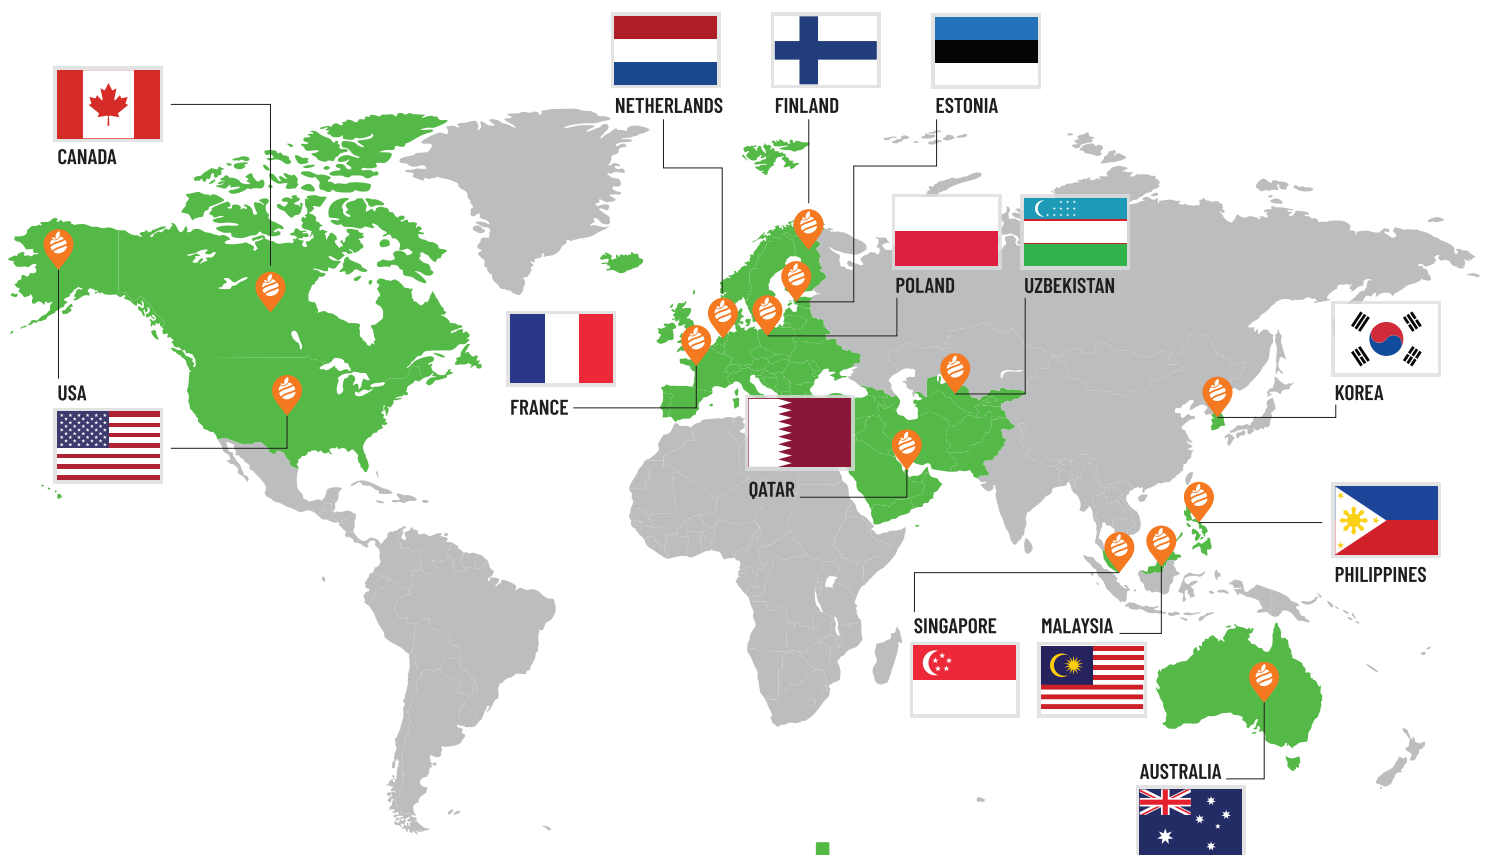 NETHERLANDS
FINLAND
ESTONIA
CANADA
POLAND
UZBEKISTAN
USA
FRANCE
KOREA
QATAR
PHILIPPINES
SINGAPORE
MALAYSIA
AUSTRALIA